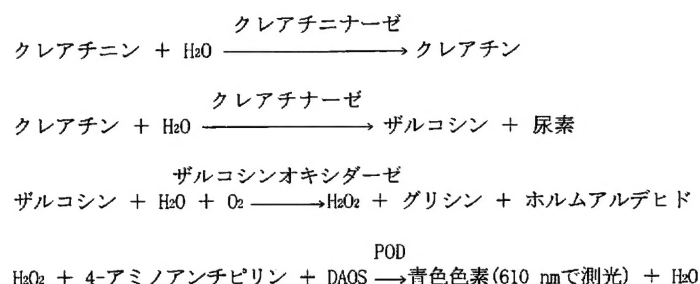 クレアチニナーゼ
クレアチニン + H₂O ⟶ クレアチン
クレアチナーゼ
クレアチン + H₂O ⟶ ザルコシン + 尿素
ザルコシンオキシダーゼ
ザルコシン + H₂O + O₂ ⟶ H₂O₂ + グリシン + ホルムアルデヒド
POD
H₂O₂ + 4-アミノアンチピリン + DAOS ⟶ 青色色素(610 nmで測光) + H₂O